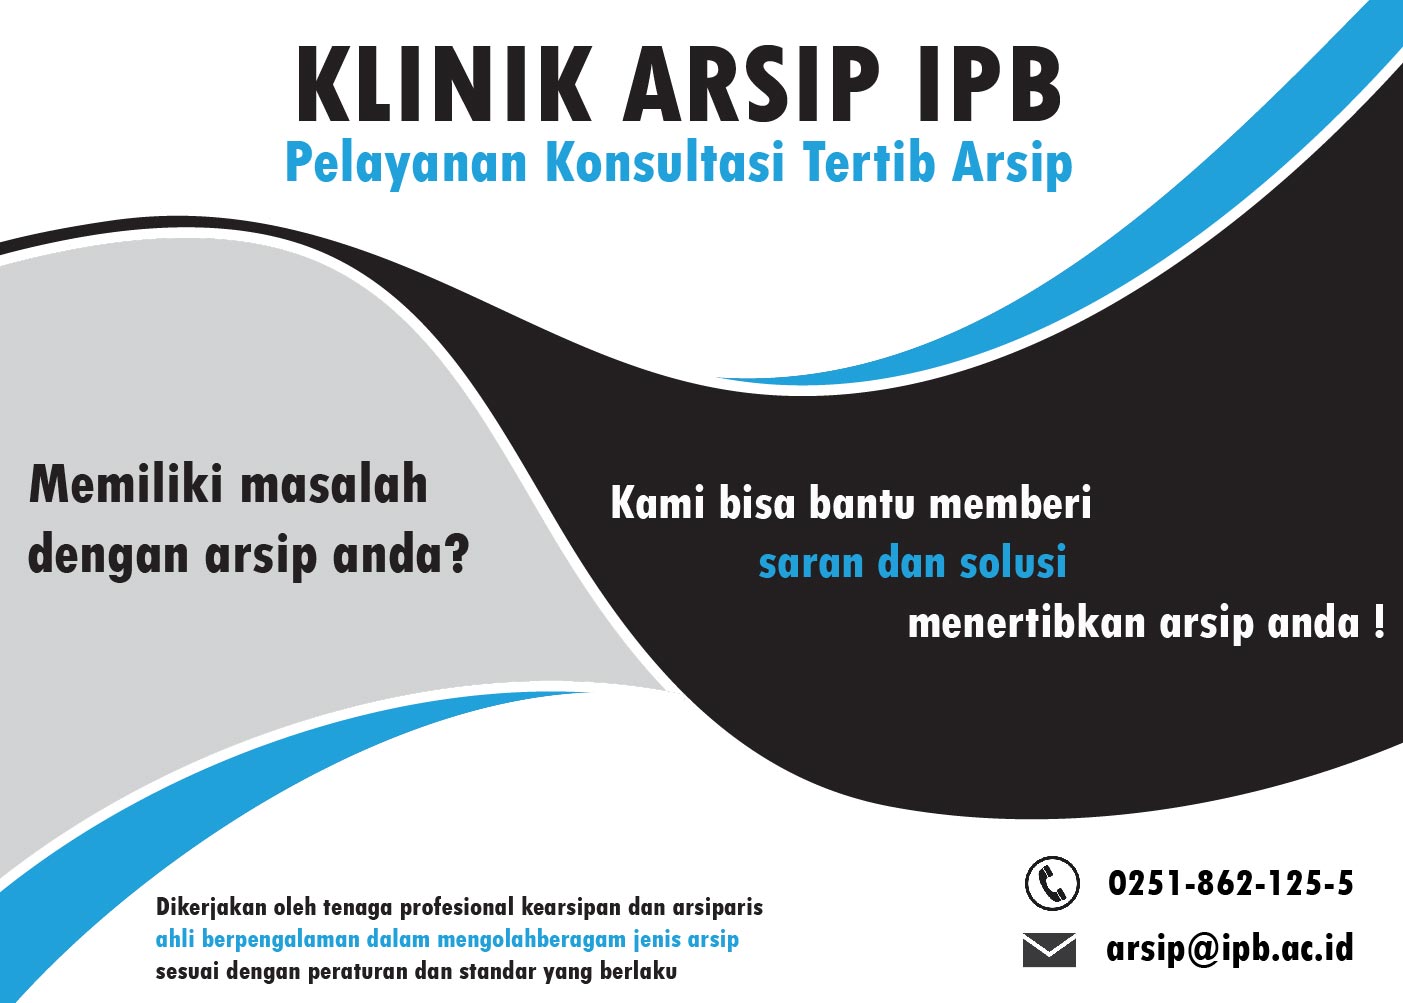 KLINIK ARSIP IPB
Pelayanan Konsultasi Tertib Arsip
Memiliki masalah
dengan arsip anda?
Kami bisa bantu memberi
saran dan solusi
menertibkan arsip anda !
Dikerjakan oleh tenaga profesional kearsipan dan arsiparis
ahli berpengalaman dalam mengolahberagam jenis arsip
sesuai dengan peraturan dan standar yang berlaku
0251-862-125-5
arsip@ipb.ac.id